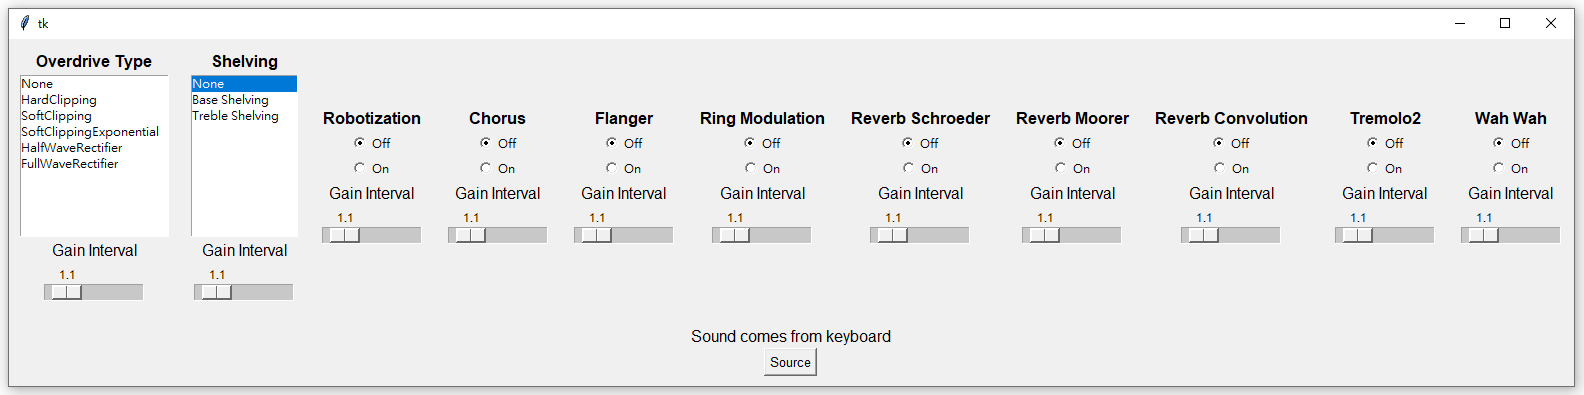 tk
Overdrive Type
None
HardClipping
SoftClipping
SoftClippingExponential
HalfWaveRectifier
FullWaveRectifier
Gain Interval
1.1
Shelving
None
Base Shelving
Treble Shelving
Gain Interval
1.1
Robotization
Off
On
Gain Interval
1.1
Chorus
Off
On
Gain Interval
1.1
Flanger
Off
On
Gain Interval
1.1
Ring Modulation
Off
On
Gain Interval
1.1
Reverb Schroeder
Off
On
Gain Interval
1.1
Reverb Moorer
Off
On
Gain Interval
1.1
Reverb Convolution
Off
On
Gain Interval
1.1
Tremolo2
Off
On
Gain Interval
1.1
Wah Wah
Off
On
Gain Interval
1.1
Sound comes from keyboard
Source